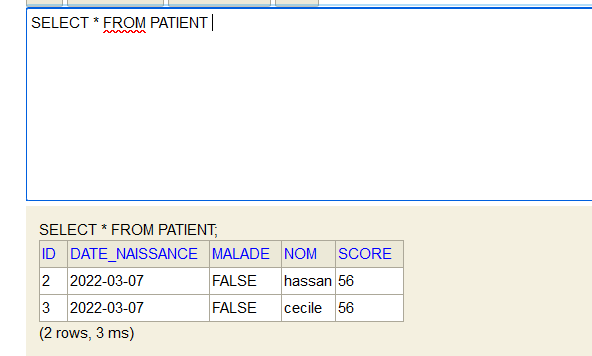 SELECT * FROM PATIENT
SELECT * FROM PATIENT;
ID DATE_NAISSANCE MALADE NOM SCORE
2 2022-03-07 FALSE hassan 56
3 2022-03-07 FALSE cecile 56
(2 rows, 3 ms)